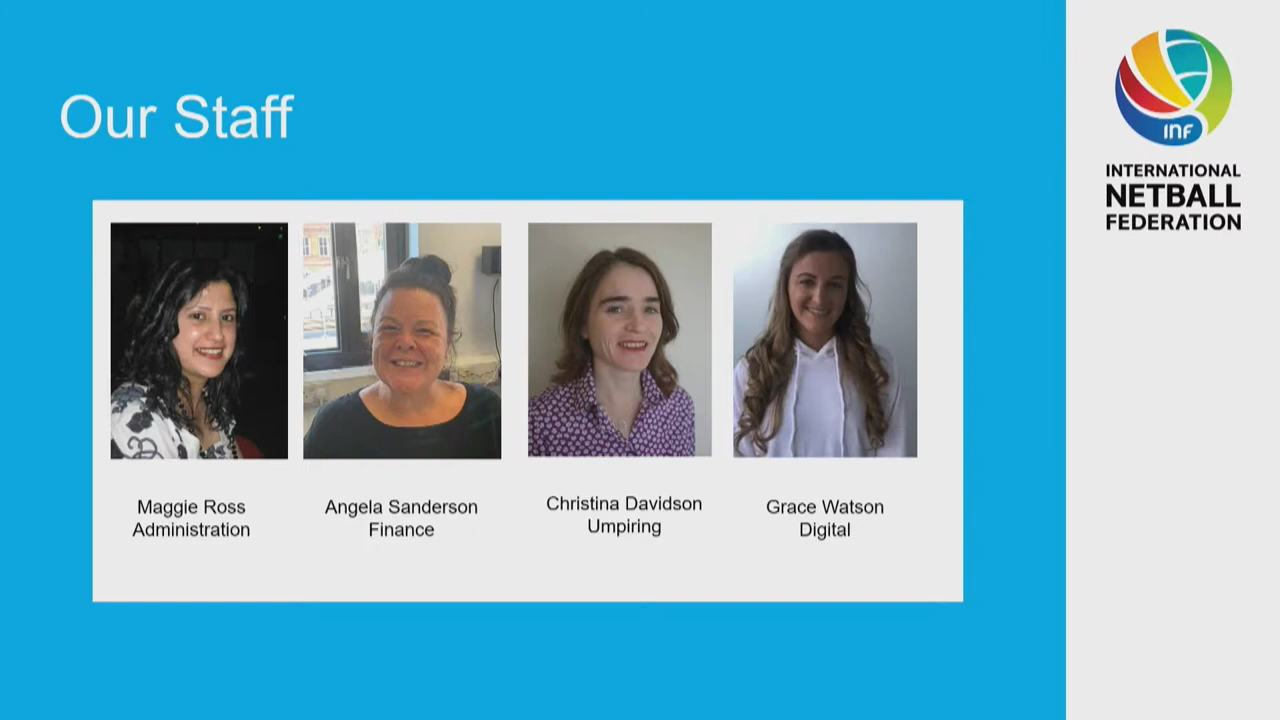 Our Staff
INF
INTERNATIONAL
NETBALL
FEDERATION
Maggie Ross
Administration
Angela Sanderson
Finance
Christina Davidson
Umpiring
Grace Watson
Digital